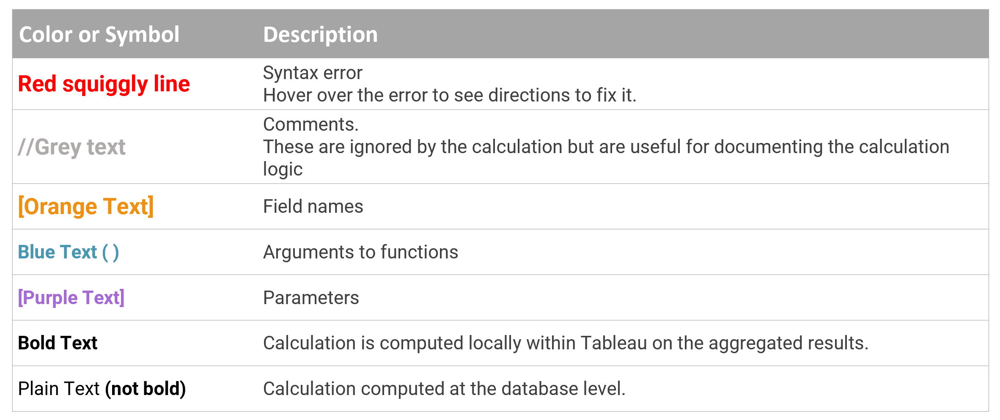 Color or Symbol Description
Red squiggly line
Syntax error
Hover over the error to see directions to fix it.
//Grey text
Comments.
These are ignored by the calculation but are useful for documenting the calculation
logic
[Orange Text] Field names
Blue Text ( ) Arguments to functions
[Purple Text] Parameters
Bold Text Calculation is computed locally within Tableau on the aggregated results.
Plain Text (not bold) Calculation computed at the database level.